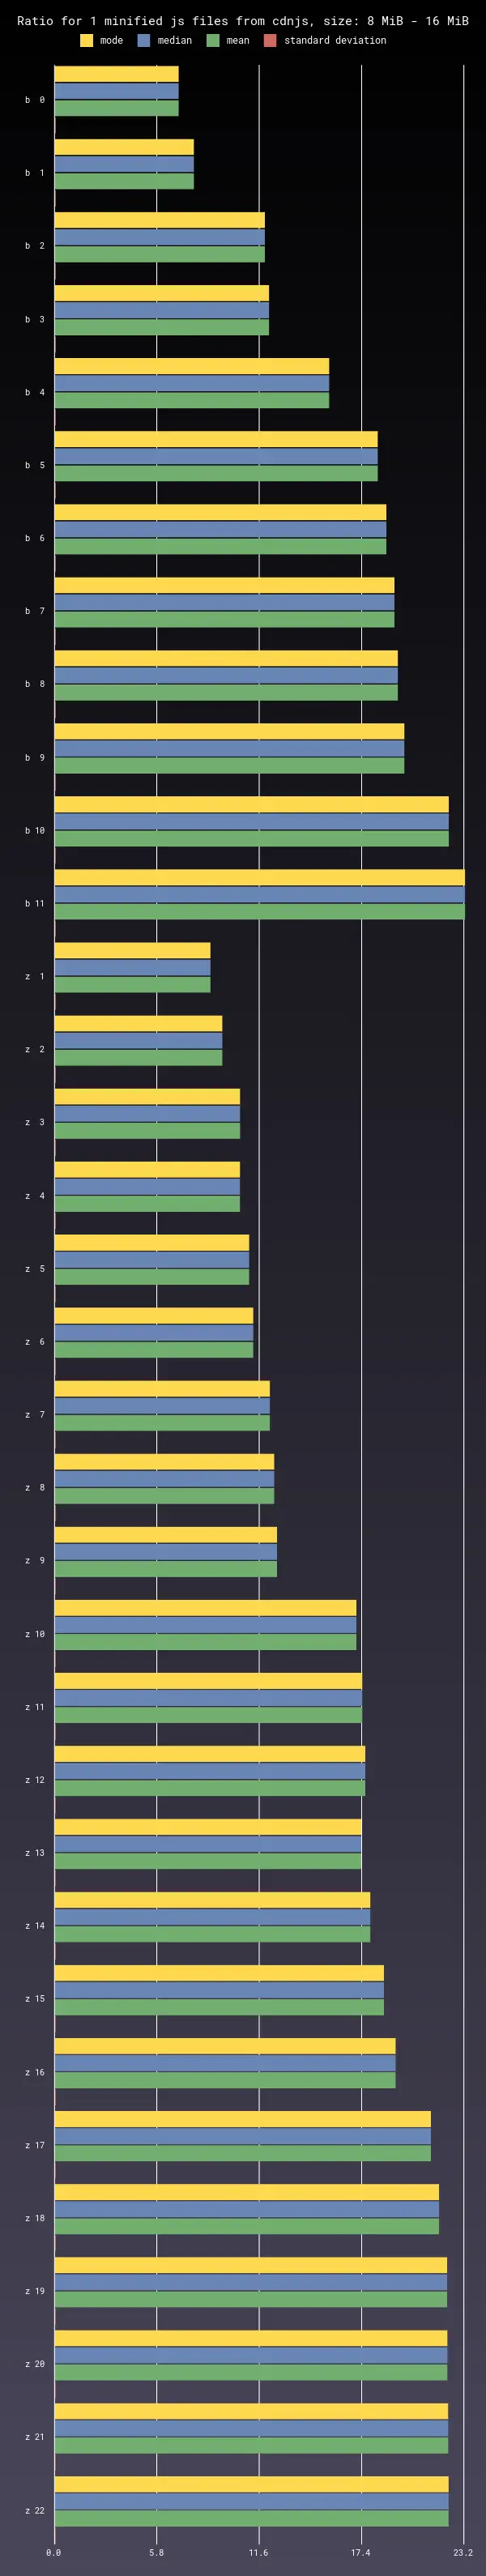 Ratio for 1 minified js files from cdnjs, size: 8 MiB - 16 MiB
mode median mean standard deviation
b 0
b 1
b 2
b 3
b 4
b 5
b 6
b 7
b 8
b 9
b 10
b 11
z 1
z 2
z 3
z 4
z 5
z 6
z 7
z 8
z 9
z 10
z 11
z 12
z 13
z 14
z 15
z 16
z 17
z 18
z 19
z 20
z 21
z 22
0.0 5.8 11.6 17.4 23.2